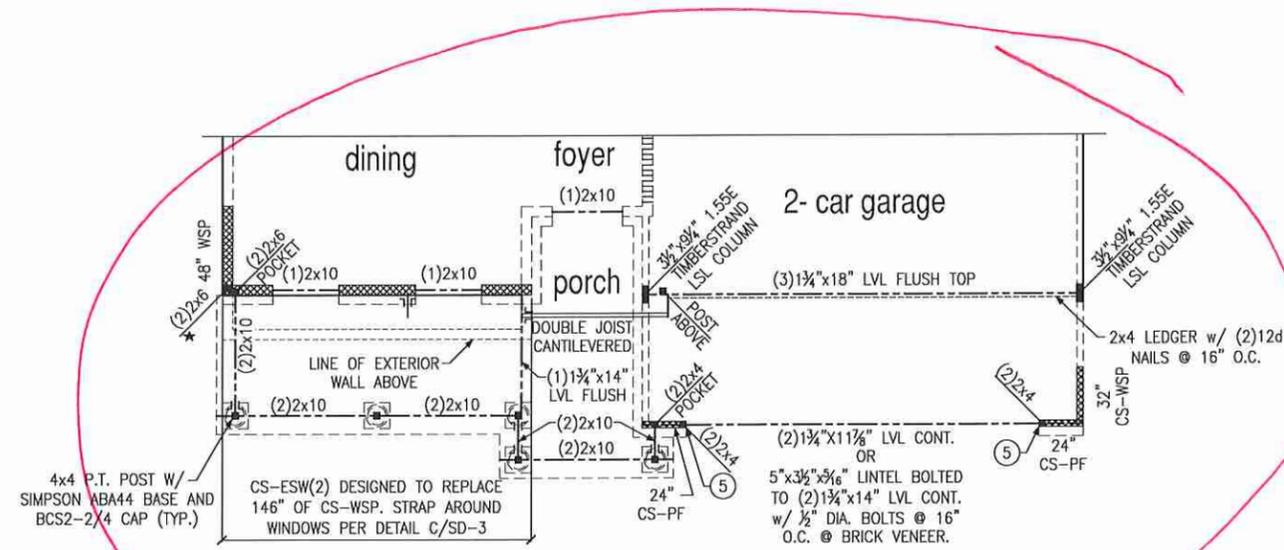 dining
foyer
2- car garage
porch
48" WSP
(2)2x6
POCKET
(1)2x10
(1)2x10
(1)2x10
3½"x9¼" 1.55E
TIMBERSTRAND
LSL COLUMN
(3)1¾"x18" LVL FLUSH TOP
3½"x9¼" 1.55E
TIMBERSTRAND
LSL COLUMN
(2)2x6
★
(2)2x10
LINE OF EXTERIOR
WALL ABOVE
DOUBLE JOIST
CANTILEVERED
POST
ABOVE
2x4 LEDGER w/ (2)12d
NAILS @ 16" O.C.
(1)1¾"x14"
LVL FLUSH
(2)2x10
(2)2x10
(2)2x10
(2)2x10
(2)2x4
POCKET
(2)2x4
5
24"
CS-PF
(2)1¾"X11⅞" LVL CONT.
OR
5"x3½"x5⁄16" LINTEL BOLTED
TO (2)1¾"x14" LVL CONT.
w/ ½" DIA. BOLTS @ 16"
O.C. @ BRICK VENEER.
(2)2x4
5
24"
CS-PF
32"
CS-WSP
4x4 P.T. POST W/
SIMPSON ABA44 BASE AND
BCS2-2/4 CAP (TYP.)
CS-ESW(2) DESIGNED TO REPLACE
146" OF CS-WSP. STRAP AROUND
WINDOWS PER DETAIL C/SD-3